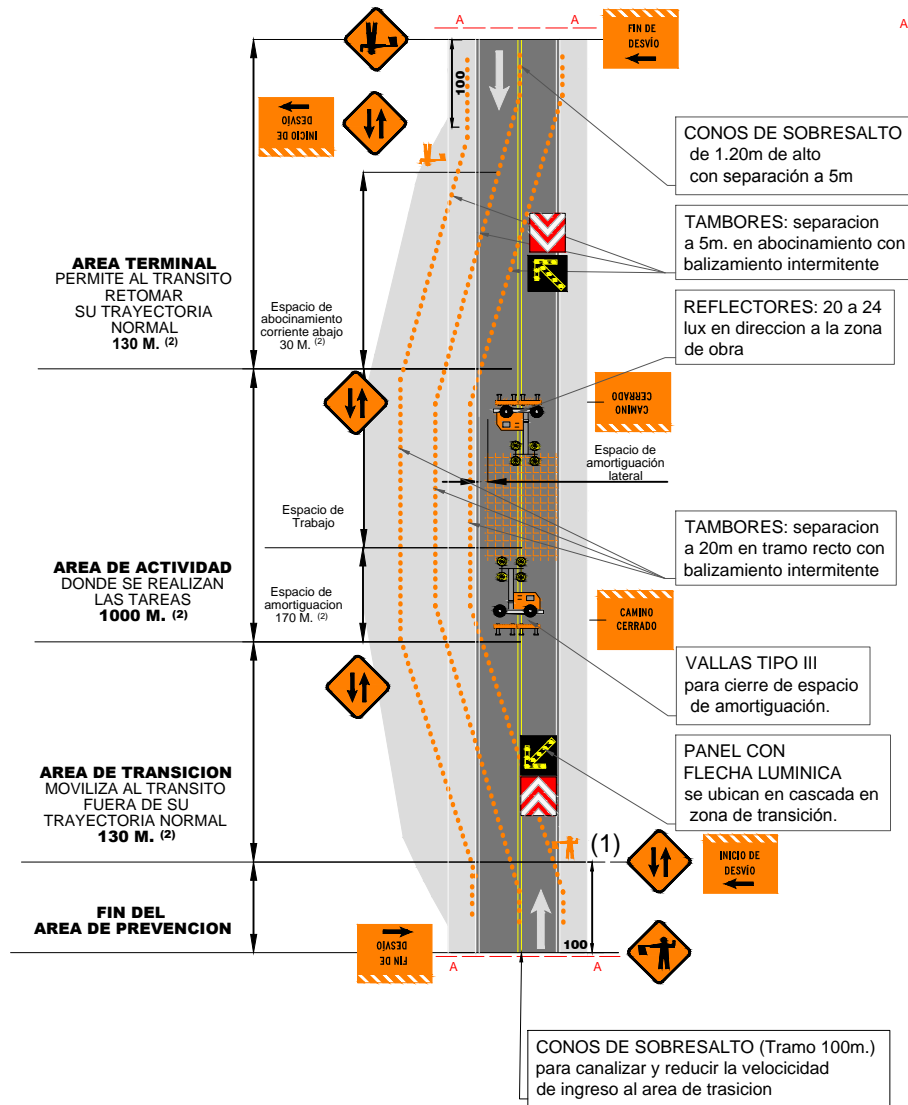 A
A
A
FIN DE
DESVÍO
100
INICIO DE
DESVÍO
CONOS DE SOBRESALTO
de 1.20m de alto
con separación a 5m
TAMBORES: separacion
a 5m. en abocinamiento con
balizamiento intermitente
AREA TERMINAL
PERMITE AL TRANSITO
RETOMAR
SU TRAYECTORIA
NORMAL
130 M. (2)
Espacio de
abocinamiento
corriente abajo
30 M. (2)
REFLECTORES: 20 a 24
lux en direccion a la zona
de obra
CAMINO
CERRADO
Espacio de
amortiguación
lateral
Espacio de
Trabajo
TAMBORES: separacion
a 20m en tramo recto con
balizamiento intermitente
AREA DE ACTIVIDAD
DONDE SE REALIZAN
LAS TAREAS
1000 M. (2)
Espacio de
amortiguacion
170 M. (2)
CAMINO
CERRADO
VALLAS TIPO III
para cierre de espacio
de amortiguación.
PANEL CON
FLECHA LUMINICA
se ubican en cascada en
zona de transición.
AREA DE TRANSICION
MOVILIZA AL TRANSITO
FUERA DE SU
TRAYECTORIA NORMAL
130 M. (2)
(1)
INICIO DE
DESVÍO
FIN DEL
AREA DE PREVENCION
FIN DE
DESVÍO
100
A
A
CONOS DE SOBRESALTO (Tramo 100m.)
para canalizar y reducir la velocicidad
de ingreso al area de trasicion